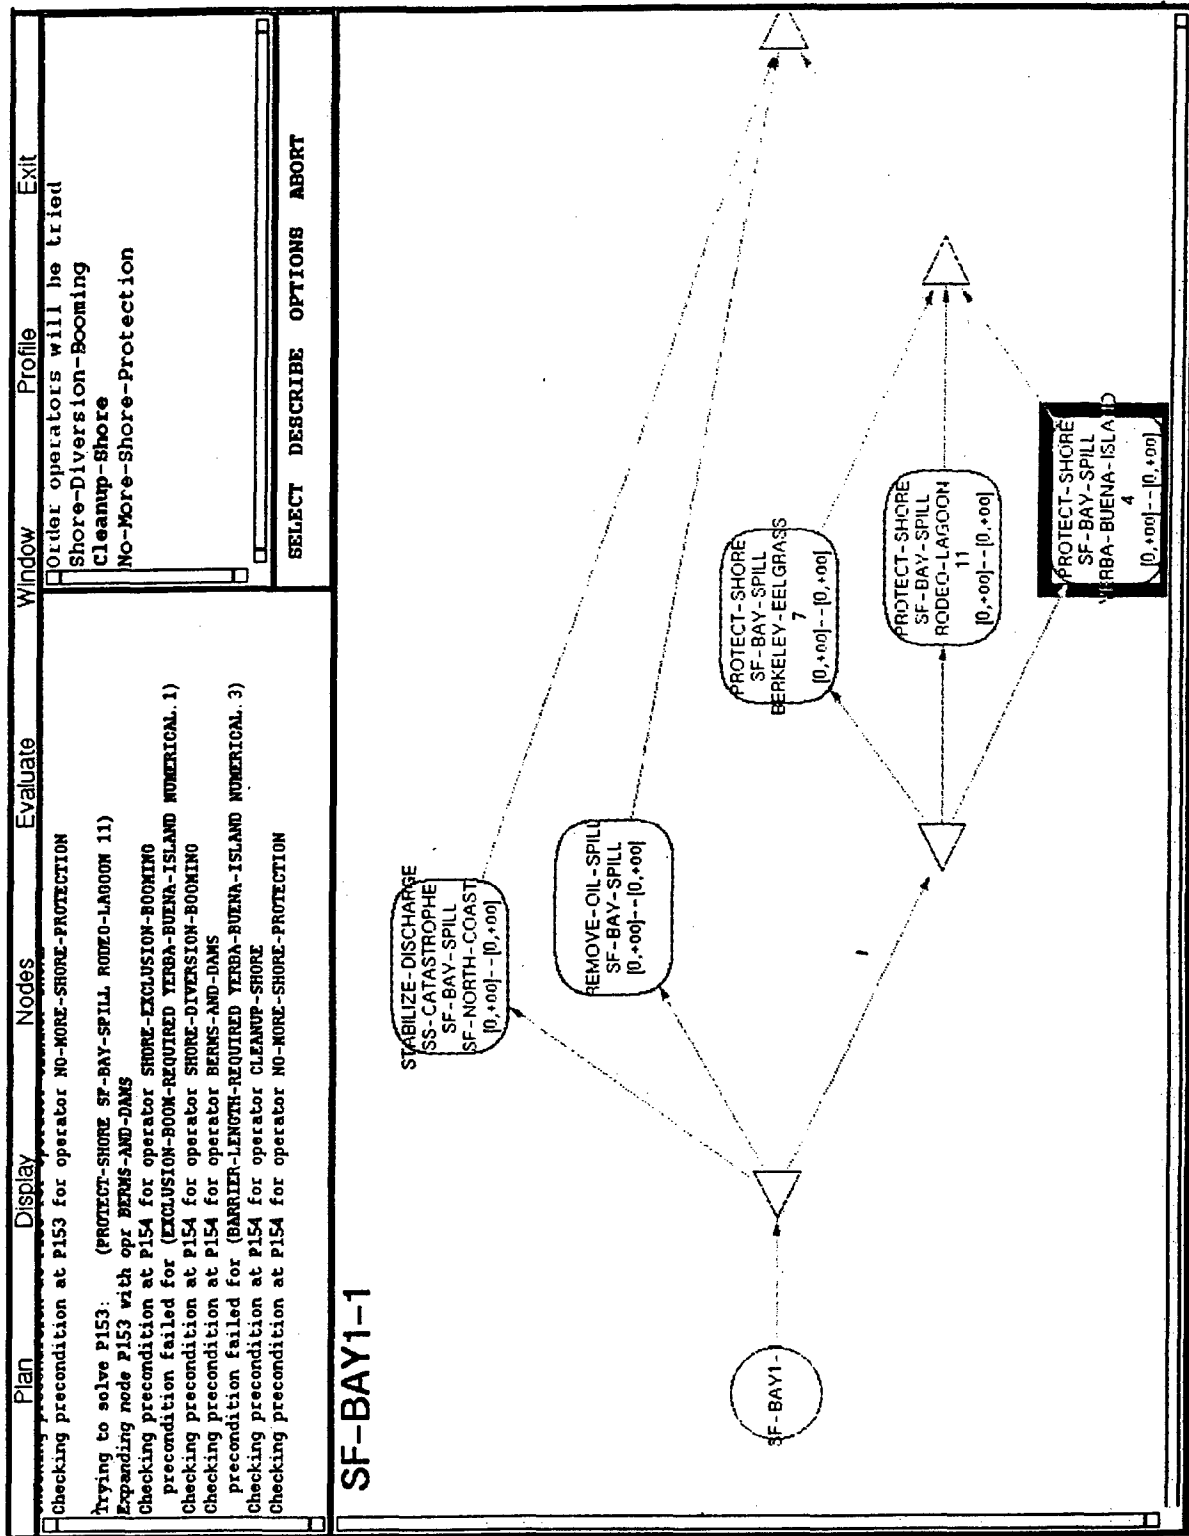 Plan Display Nodes Evaluate Window Profile Exit
Checking precondition at P153 for operator NO-MORE-SHORE-PROTECTION
Trying to solve P153: (PROTECT-SHORE SF-BAY-SPILL RODEO-LAGOON 11)
Expanding node P153 with opr BERMS-AND-DAMS
Checking precondition at P154 for operator SHORE-EXCLUSION-BOOMING
precondition failed for (EXCLUSION-BOOM-REQUIRED YERBA-BUENA-ISLAND NUMERICAL.1)
Checking precondition at P154 for operator SHORE-DIVERSION-BOOMING
Checking precondition at P154 for operator BERMS-AND-DAMS
precondition failed for (BARRIER-LENGTH-REQUIRED YERBA-BUENA-ISLAND NUMERICAL.3)
Checking precondition at P154 for operator CLEANUP-SHORE
Checking precondition at P154 for operator NO-MORE-SHORE-PROTECTION
Order operators will be tried
Shore-Diversion-Booming
Cleanup-Shore
No-More-Shore-Protection
SELECT DESCRIBE OPTIONS ABORT
SF-BAY1-1
SF-BAY1-
STABILIZE-DISCHARGE
SS-CATASTROPHE
SF-BAY-SPILL
SF-NORTH-COAST
[0,+oo]--[0,+oo]
REMOVE-OIL-SPILL
SF-BAY-SPILL
[0,+oo]--[0,+oo]
PROTECT-SHORE
SF-BAY-SPILL
BERKELEY-EELGRASS
7
[0,+oo]--[0,+oo]
PROTECT-SHORE
SF-BAY-SPILL
RODEO-LAGOON
11
[0,+oo]--[0,+oo]
PROTECT-SHORE
SF-BAY-SPILL
YERBA-BUENA-ISLAND
4
[0,+oo]--[0,+oo]